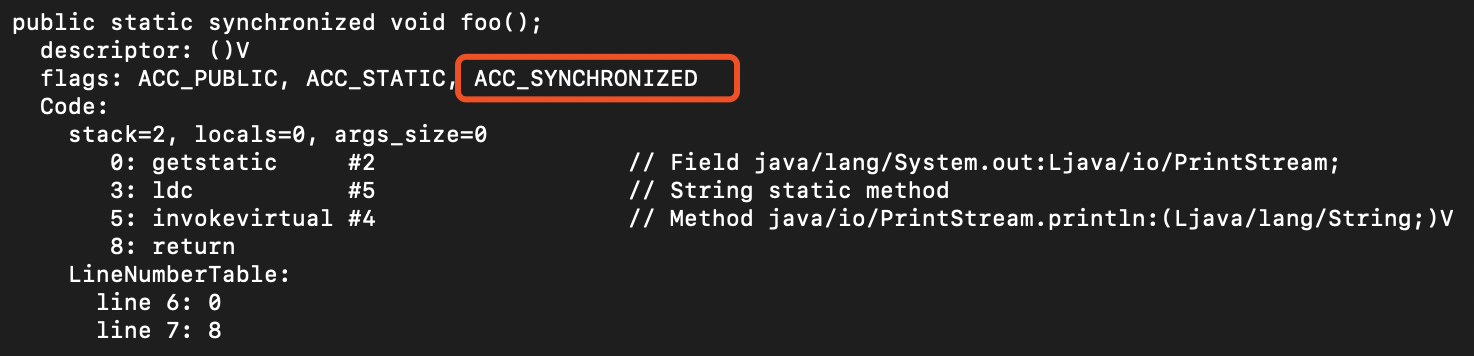 public static synchronized void foo();
descriptor: ()V
flags: ACC_PUBLIC, ACC_STATIC, ACC_SYNCHRONIZED
Code:
stack=2, locals=0, args_size=0
0: getstatic #2 // Field java/lang/System.out:Ljava/io/PrintStream;
3: ldc #5 // String static method
5: invokevirtual #4 // Method java/io/PrintStream.println:(Ljava/lang/String;)V
8: return
LineNumberTable:
line 6: 0
line 7: 8